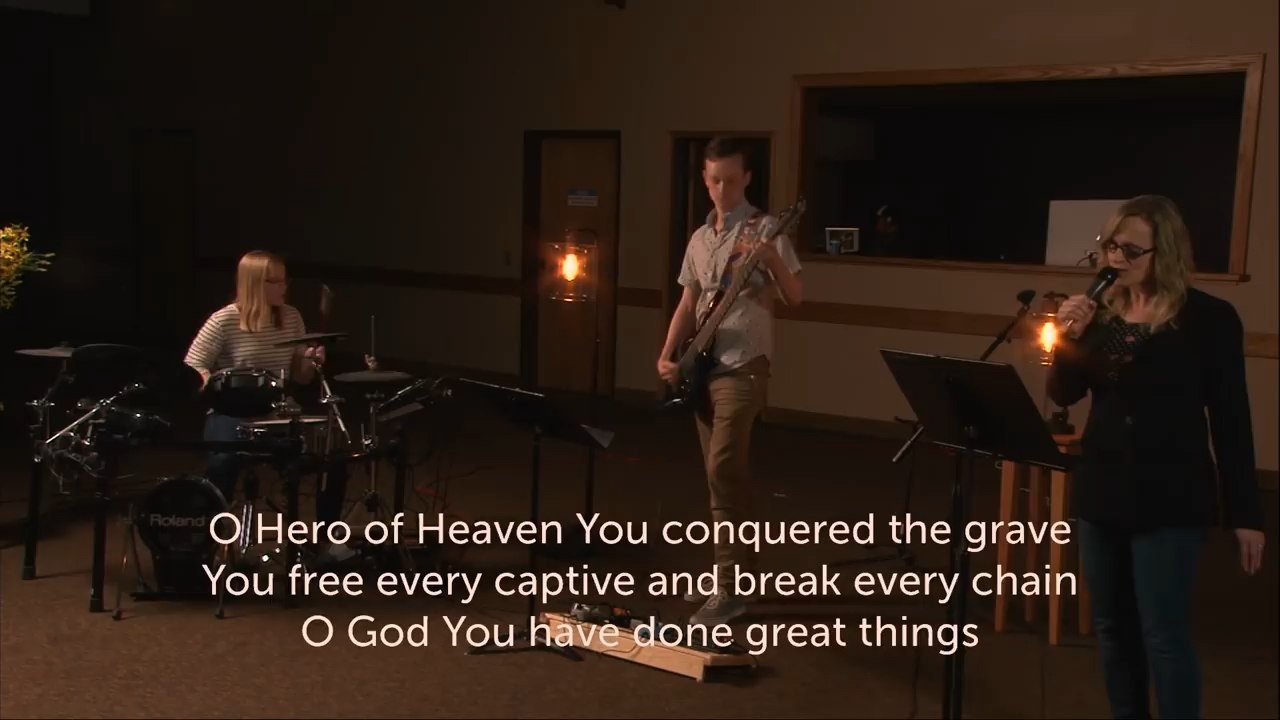 Roland
O Hero of Heaven You conquered the grave
You free every captive and break every chain
O God You have done great things